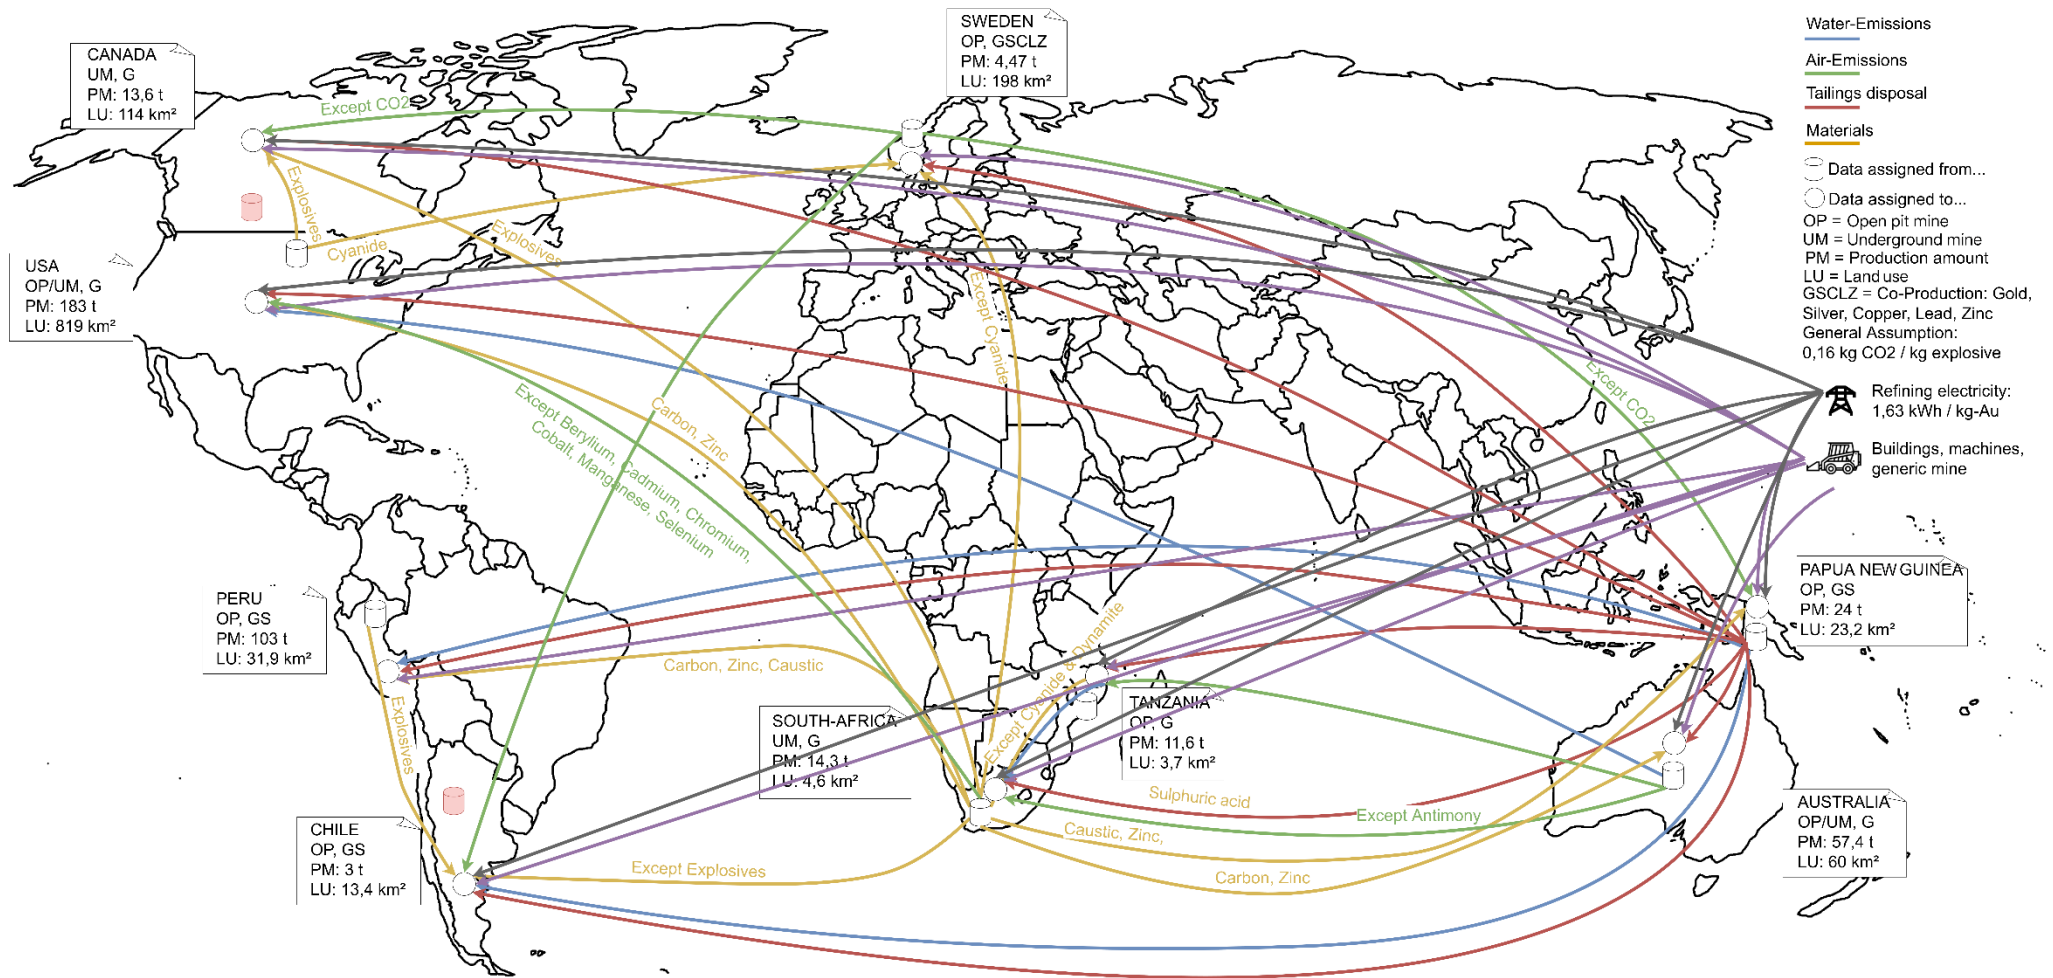 CANADA
UM, G
PM: 13,6 t
LU: 114 km²
SWEDEN
OP, GSCLZ
PM: 4,47 t
LU: 198 km²
Water-Emissions
Air-Emissions
Tailings disposal
Materials
Data assigned from...
Data assigned to...
OP = Open pit mine
UM = Underground mine
PM = Production amount
LU = Land use
GSCLZ = Co-Production: Gold,
Silver, Copper, Lead, Zinc
General Assumption:
0,16 kg CO2 / kg explosive
Refining electricity:
1,63 kWh / kg-Au
Buildings, machines,
generic mine
Except CO2
Explosives
Cyanide
Explosives
Except Cyanide
Except CO2
USA
OP/UM, G
PM: 183 t
LU: 819 km²
Carbon, Zinc
Except Berylium, Cadmium, Chromium,
Cobalt, Manganese, Selenium
PERU
OP, GS
PM: 103 t
LU: 31,9 km²
Carbon, Zinc, Caustic
Explosives
Except Cyanide & Dynamite
PAPUA NEW GUINEA
OP, GS
PM: 24 t
LU: 23,2 km²
SOUTH-AFRICA
UM, G
PM: 14,3 t
LU: 4,6 km²
TANZANIA
OP, G
PM: 11,6 t
LU: 3,7 km²
Sulphuric acid
Except Antimony
Caustic, Zinc,
Carbon, Zinc
CHILE
OP, GS
PM: 3 t
LU: 13,4 km²
Except Explosives
AUSTRALIA
OP/UM, G
PM: 57,4 t
LU: 60 km²